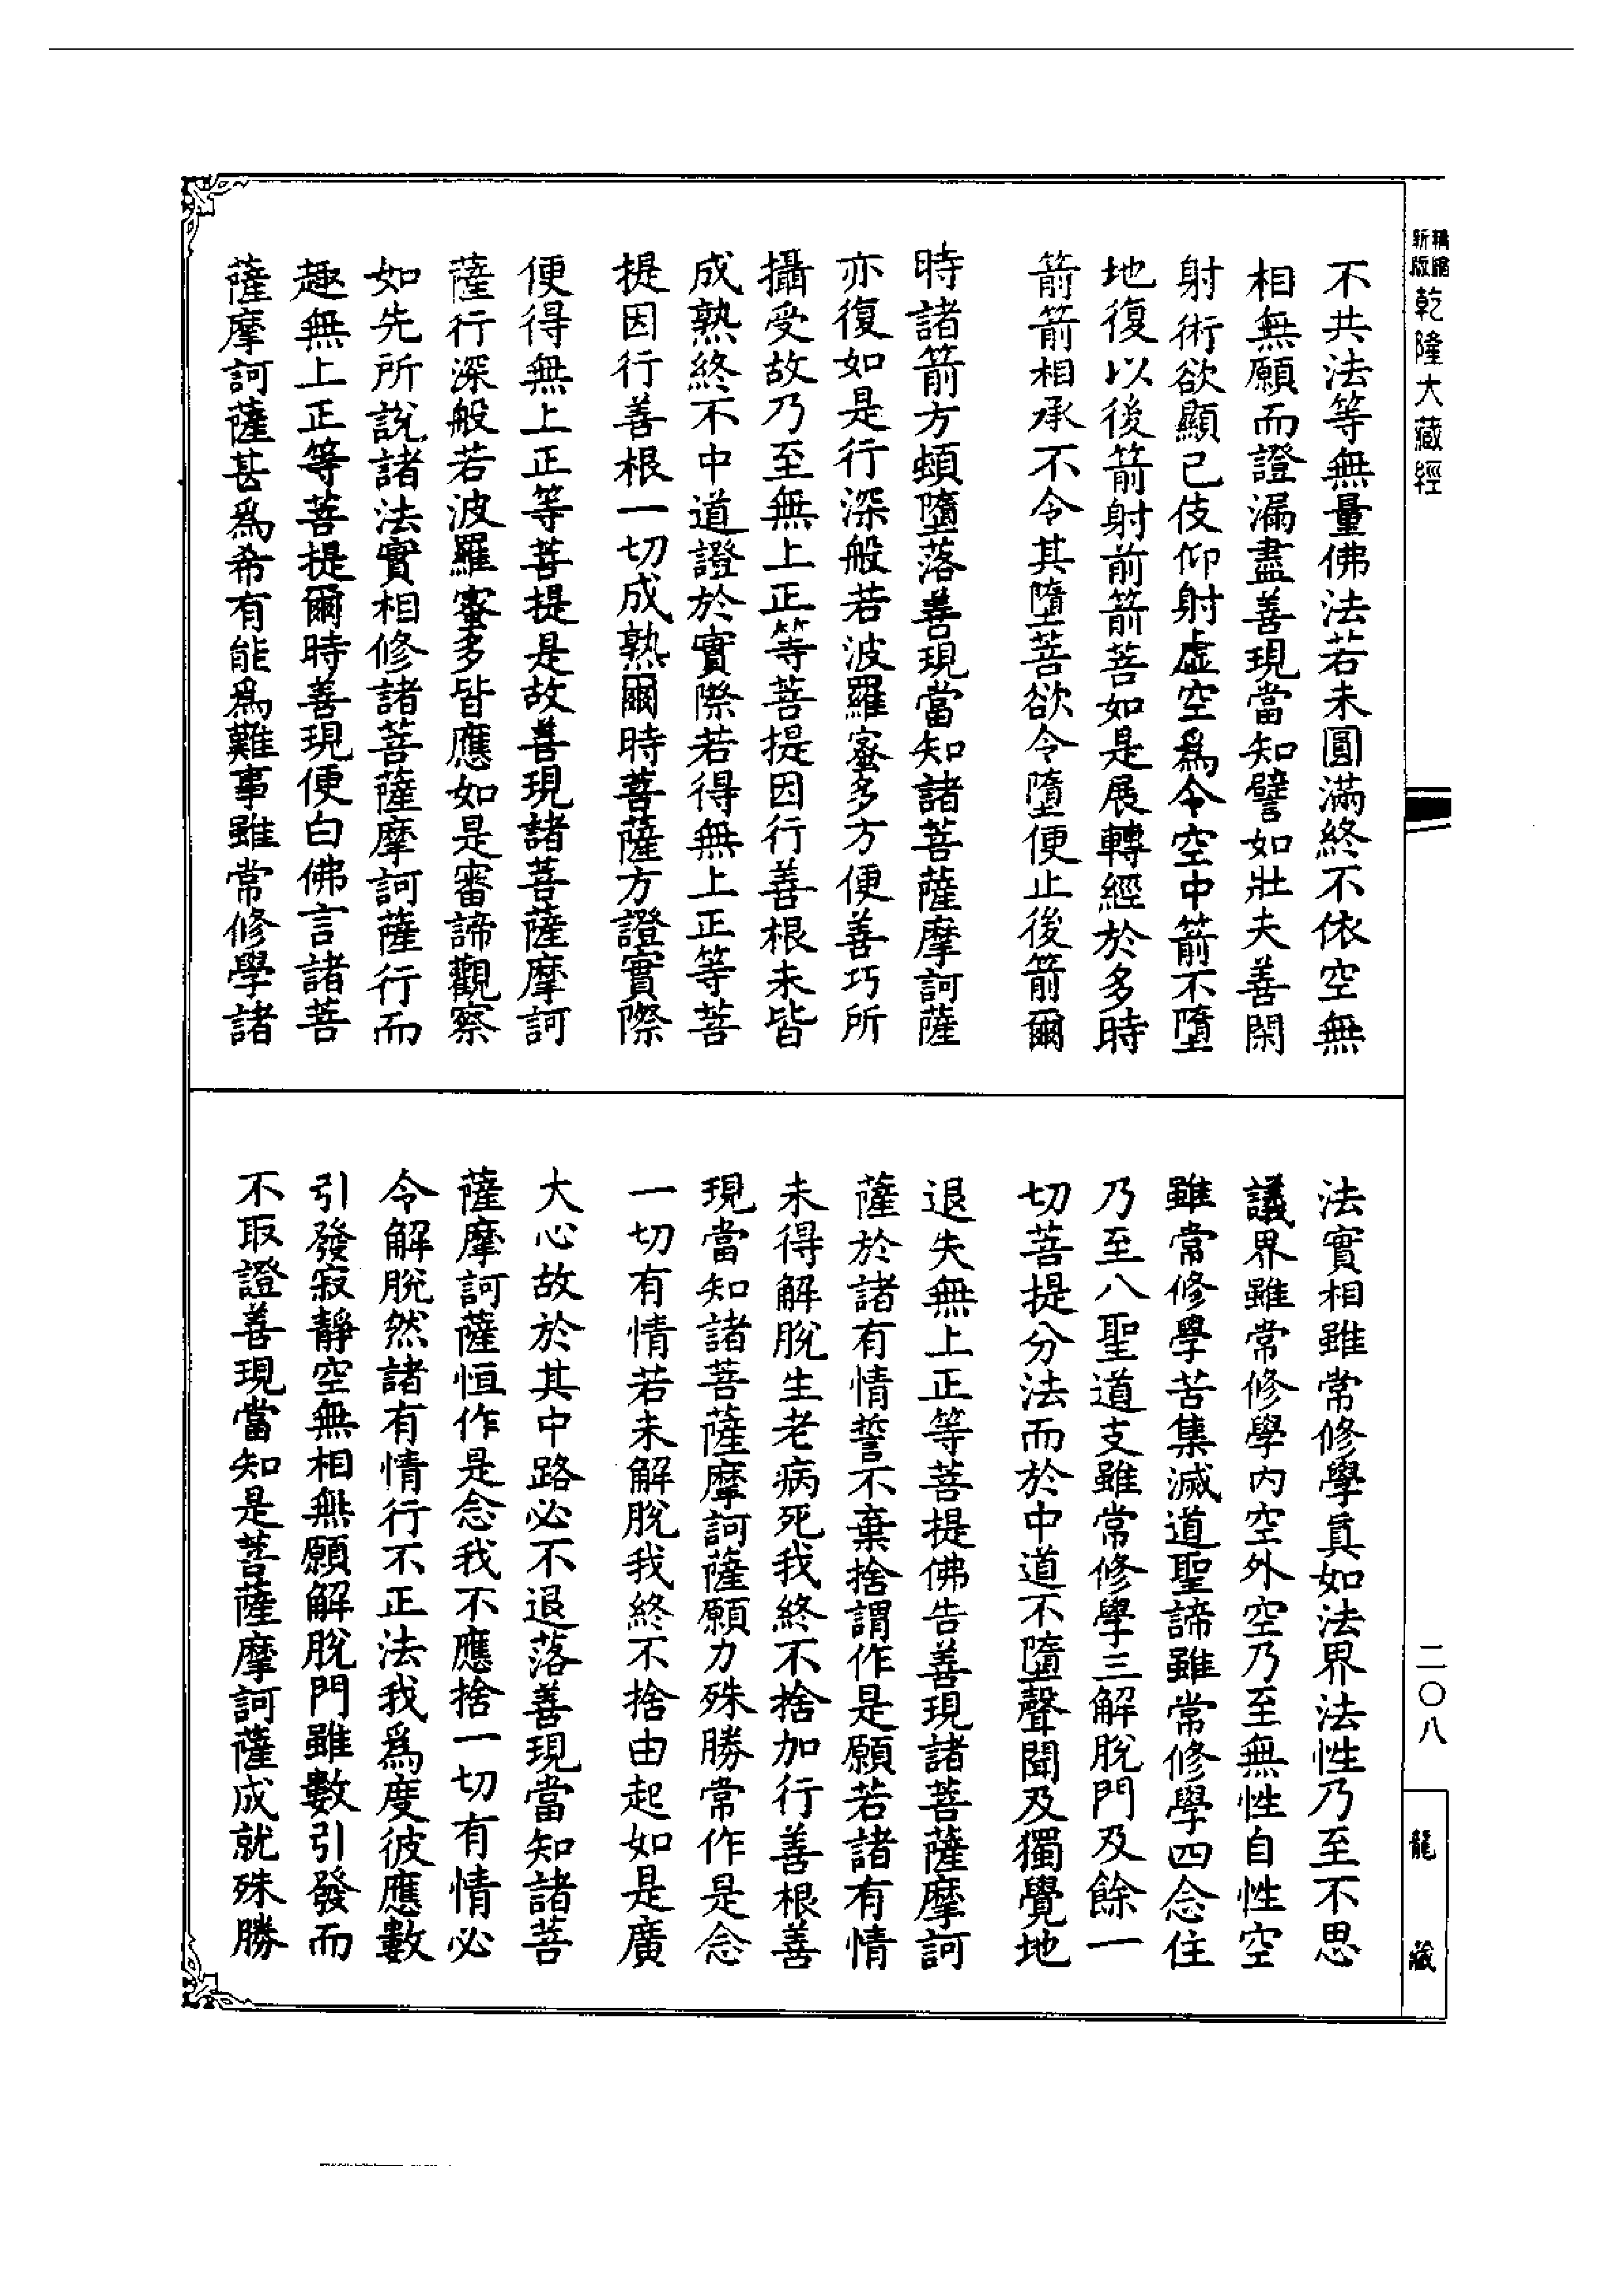 精縮新版乾隆大藏經
不共法等無量佛法若未圓滿終不依空無
相無願而證漏盡善現當知譬如壯夫善閑
射術欲顯己伎仰射虛空爲令空中箭不墮
地復以後箭射前箭筈如是展轉經於多時
箭箭相承不令其墮若欲令墮便止後箭爾
時諸箭方頓墮落善現當知諸菩薩摩訶薩
亦復如是行深般若波羅蜜多方便善巧所
攝受故乃至無上正等菩提因行善根未皆
成熟終不中道證於實際若得無上正等菩
提因行善根一切成熟爾時菩薩方證實際
便得無上正等菩提是故善現諸菩薩摩訶
薩行深般若波羅蜜多皆應如是審諦觀察
如先所說諸法實相修諸菩薩摩訶薩行而
趣無上正等菩提爾時善現便白佛言諸菩
薩摩訶薩甚爲希有能爲難事雖常修學諸
法實相雖常修學真如法界法性乃至不思
議界雖常修學內空外空乃至無性自性空
雖常修學苦集滅道聖諦雖常修學四念住
乃至八聖道支雖常修學三解脫門及餘一
切菩提分法而於中道不墮聲聞及獨覺地
退失無上正等菩提佛告善現諸菩薩摩訶
薩於諸有情誓不棄捨謂作是願若諸有情
未得解脫生老病死我終不捨加行善根善
現當知諸菩薩摩訶薩願力殊勝常作是念
一切有情若未解脫我終不捨由起如是廣
大心故於其中路必不退落善現當知諸菩
薩摩訶薩恒作是念我不應捨一切有情必
令解脫然諸有情行不正法我爲度彼應數
引發寂靜空無相無願解脫門雖數引發而
不取證善現當知是菩薩摩訶薩成就殊勝
二〇八
龍藏